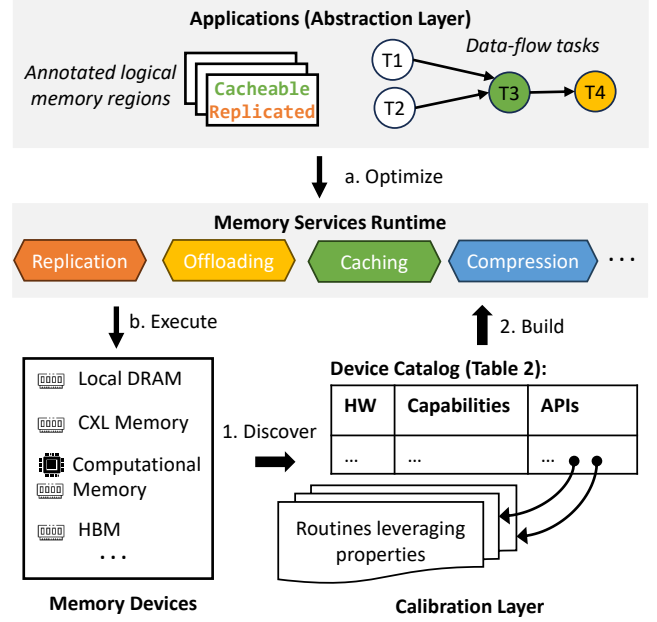 Applications (Abstraction Layer)
Annotated logical
memory regions
Cacheable
Replicated
Data-flow tasks
T1
T2
T3
T4
a. Optimize
Memory Services Runtime
Replication
Offloading
Caching
Compression
...
b. Execute
2. Build
Local DRAM
CXL Memory
Computational
Memory
HBM
...
Memory Devices
1. Discover
Device Catalog (Table 2):
HW Capabilities APIs
... ... ...
Routines leveraging
properties
Calibration Layer